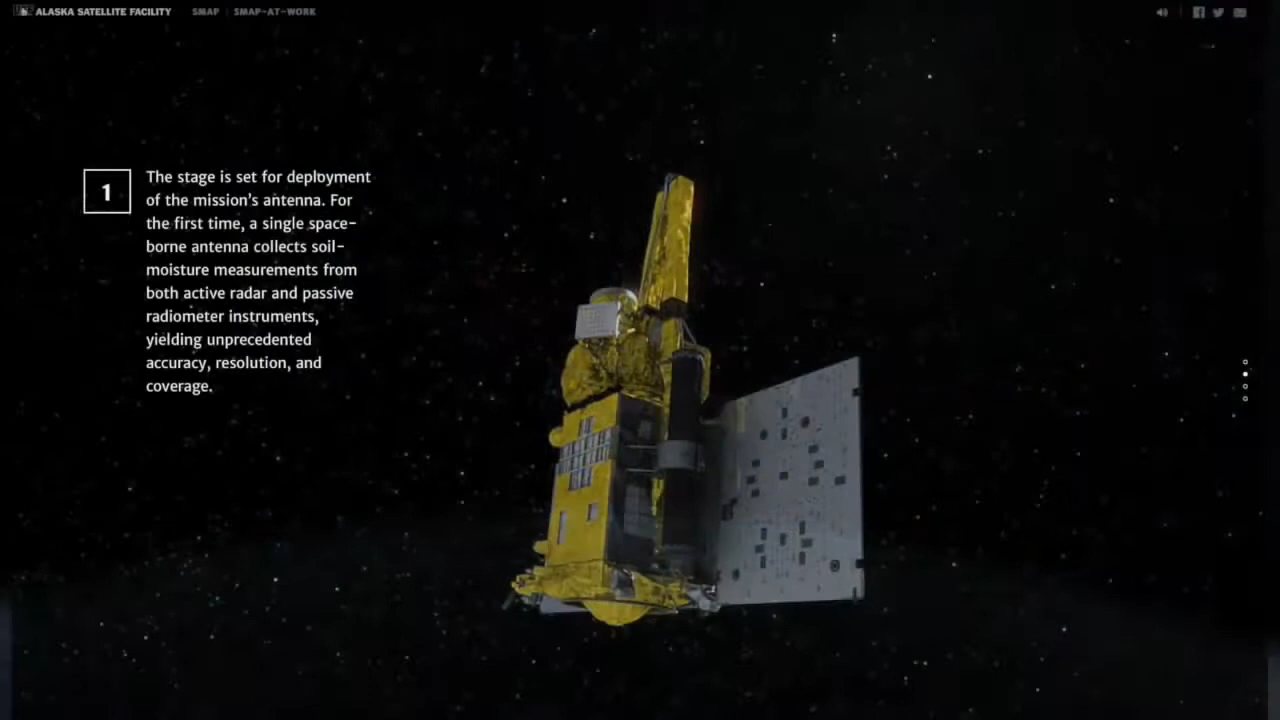 ALASKA SATELLITE FACILITY SMAP SMAP-AT-WORK
1
The stage is set for deployment
of the mission's antenna. For
the first time, a single space-
borne antenna collects soil-
moisture measurements from
both active radar and passive
radiometer instruments,
yielding unprecedented
accuracy, resolution, and
coverage.